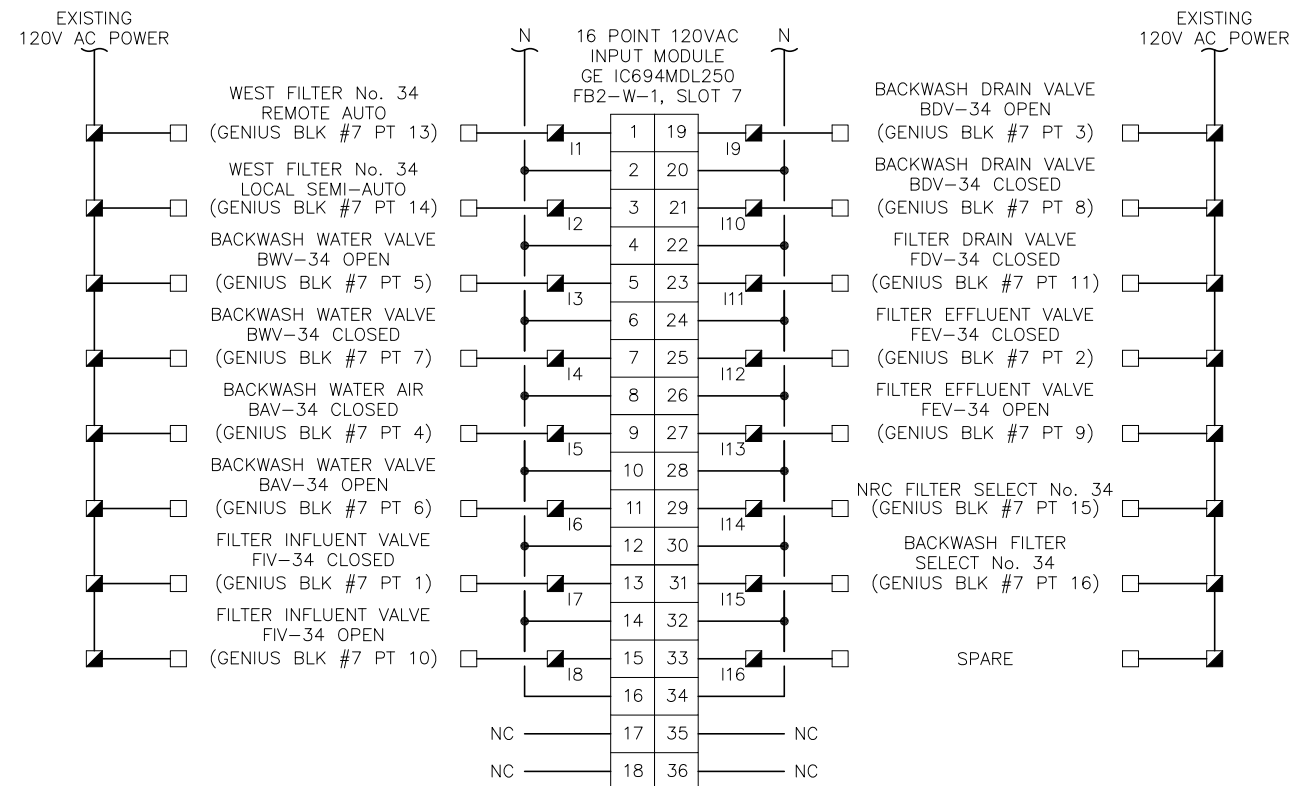 EXISTING
120V AC POWER
N
16 POINT 120VAC
INPUT MODULE
GE IC694MDL250
FB2-W-1, SLOT 7
N
EXISTING
120V AC POWER
WEST FILTER No. 34
REMOTE AUTO
(GENIUS BLK #7 PT 13)
I1
1 19
I9
BACKWASH DRAIN VALVE
BDV-34 OPEN
(GENIUS BLK #7 PT 3)
2 20
WEST FILTER No. 34
LOCAL SEMI-AUTO
(GENIUS BLK #7 PT 14)
I2
3 21
I10
BACKWASH DRAIN VALVE
BDV-34 CLOSED
(GENIUS BLK #7 PT 8)
4 22
BACKWASH WATER VALVE
BWV-34 OPEN
(GENIUS BLK #7 PT 5)
I3
5 23
I11
FILTER DRAIN VALVE
FDV-34 CLOSED
(GENIUS BLK #7 PT 11)
6 24
BACKWASH WATER VALVE
BWV-34 CLOSED
(GENIUS BLK #7 PT 7)
I4
7 25
I12
FILTER EFFLUENT VALVE
FEV-34 CLOSED
(GENIUS BLK #7 PT 2)
8 26
BACKWASH WATER AIR
BAV-34 CLOSED
(GENIUS BLK #7 PT 4)
I5
9 27
I13
FILTER EFFLUENT VALVE
FEV-34 OPEN
(GENIUS BLK #7 PT 9)
10 28
BACKWASH WATER VALVE
BAV-34 OPEN
(GENIUS BLK #7 PT 6)
I6
11 29
I14
NRC FILTER SELECT No. 34
(GENIUS BLK #7 PT 15)
12 30
FILTER INFLUENT VALVE
FIV-34 CLOSED
(GENIUS BLK #7 PT 1)
I7
13 31
I15
BACKWASH FILTER
SELECT No. 34
(GENIUS BLK #7 PT 16)
14 32
FILTER INFLUENT VALVE
FIV-34 OPEN
(GENIUS BLK #7 PT 10)
I8
15 33
I16
SPARE
16 34
NC 17 35 NC
NC 18 36 NC